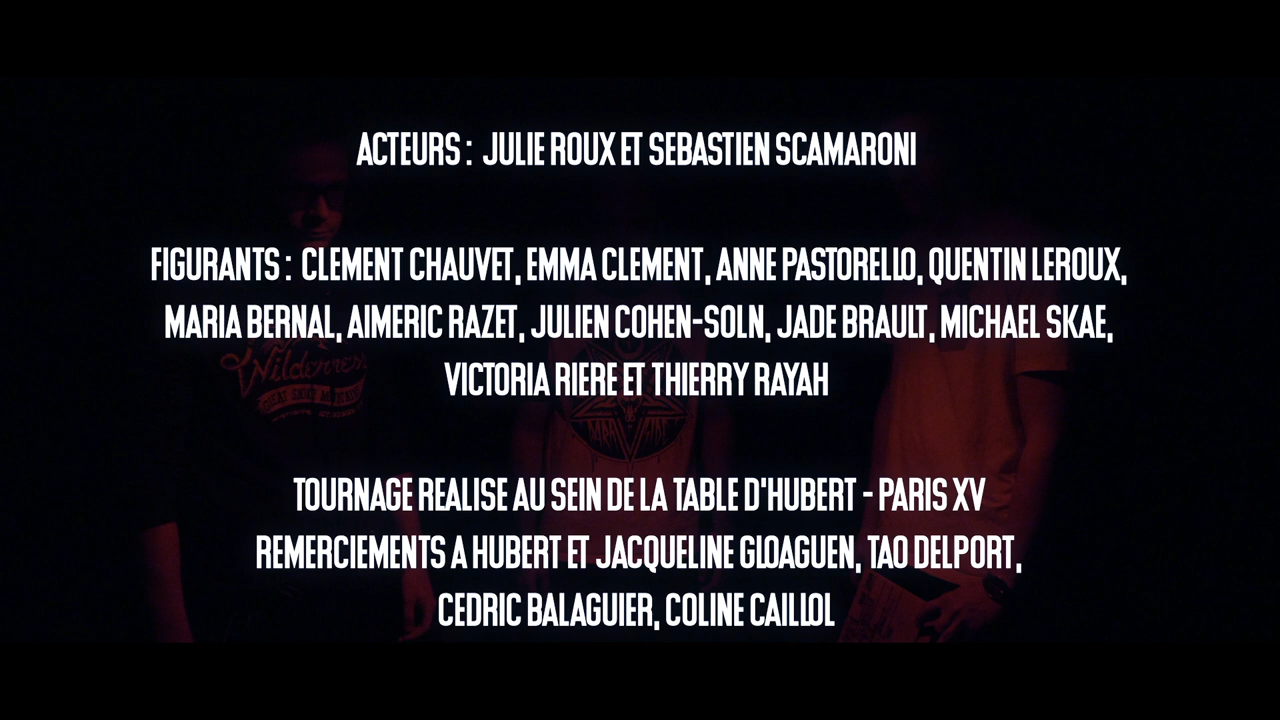 ACTEURS : JULIE ROUX ET SEBASTIEN SCAMARONI
FIGURANTS : CLEMENT CHAUVET, EMMA CLEMENT, ANNE PASTORELLO, QUENTIN LEROUX,
MARIA BERNAL, AIMERIC RAZET, JULIEN COHEN-SOLN, JADE BRAULT, MICHAEL SKAE,
VICTORIA RIERE ET THIERRY RAYAH
Wilderness
TOURNAGE REALISE AU SEIN DE LA TABLE D'HUBERT - PARIS XV
REMERCIEMENTS A HUBERT ET JACQUELINE GLOAGUEN, TAO DELPORT,
CEDRIC BALAGUIER, COLINE CAILLOL